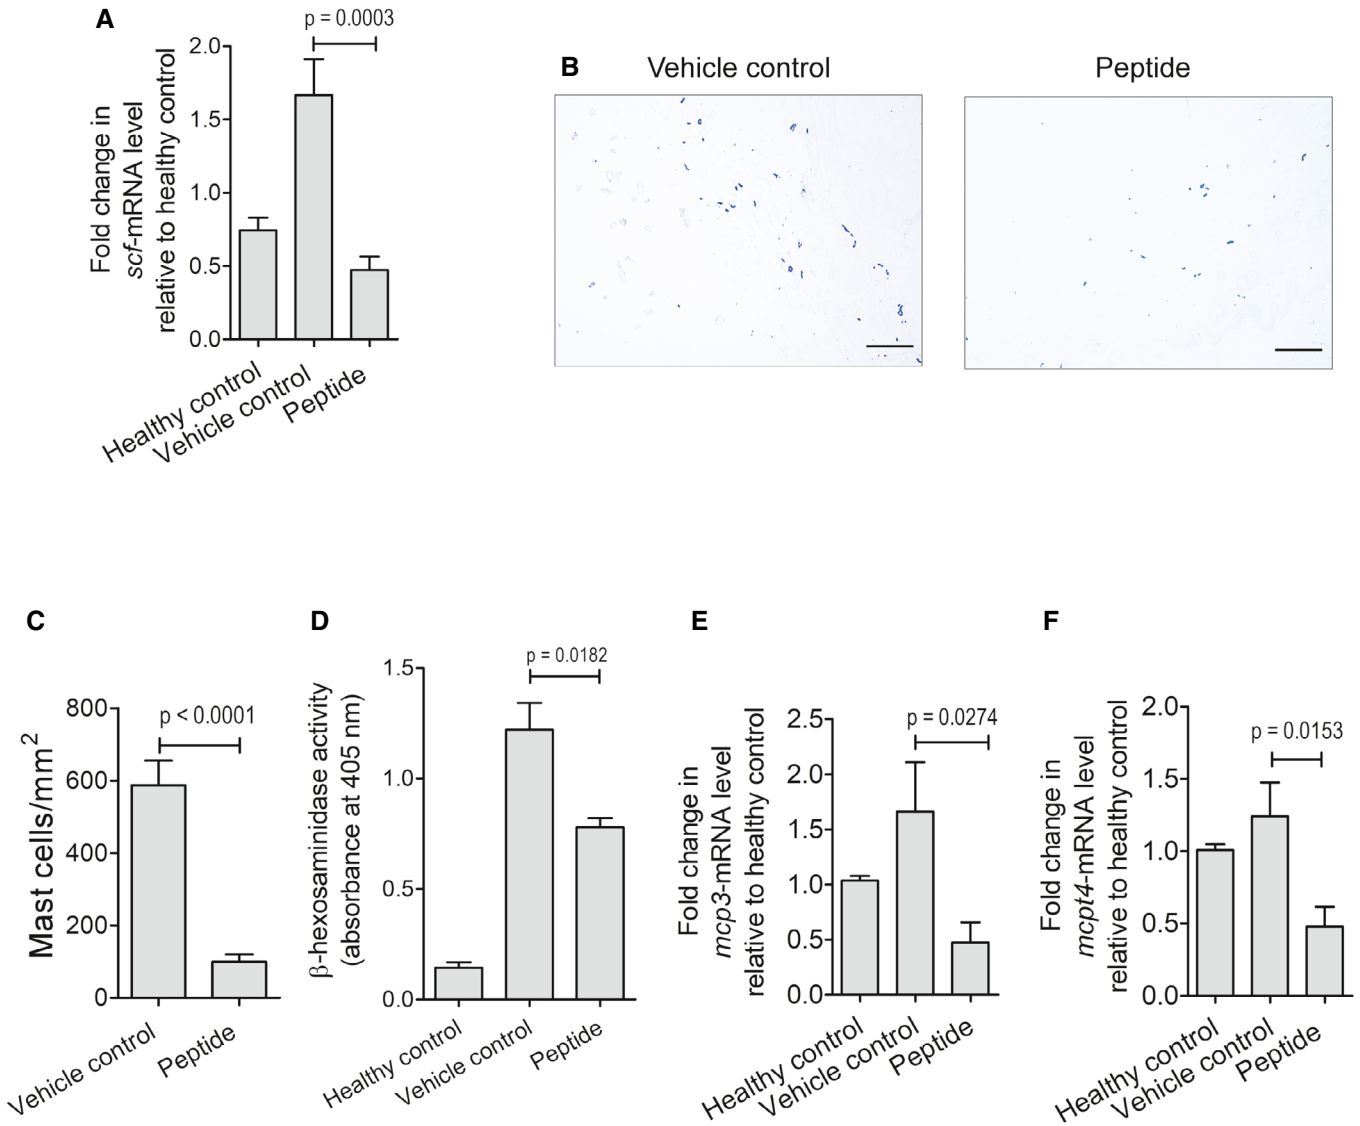 A
p = 0.0003
Fold change in
scf-mRNA level
relative to healthy control
2.0
1.5
1.0
0.5
0.0
Healthy control
Vehicle control
Peptide
B
Vehicle control
Peptide
C
p < 0.0001
Mast cells/mm²
800
600
400
200
0
Vehicle control
Peptide
D
p = 0.0182
β-hexosaminidase activity
(absorbance at 405 nm)
1.5
1.0
0.5
0.0
Healthy control
Vehicle control
Peptide
E
p = 0.0274
Fold change in
mcp3-mRNA level
relative to healthy control
2.5
2.0
1.5
1.0
0.5
0.0
Healthy control
Vehicle control
Peptide
F
p = 0.0153
Fold change in
mcpt4-mRNA level
relative to healthy control
2.0
1.5
1.0
0.5
0.0
Healthy control
Vehicle control
Peptide